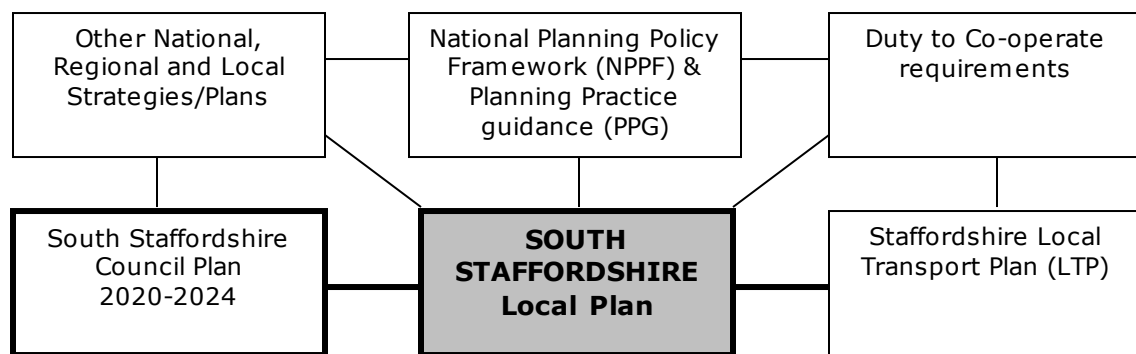 Other National,
Regional and Local
Strategies/Plans
National Planning Policy
Framework (NPPF) &
Planning Practice
guidance (PPG)
Duty to Co-operate
requirements
South Staffordshire
Council Plan
2020-2024
SOUTH
STAFFORDSHIRE
Local Plan
Staffordshire Local
Transport Plan (LTP)